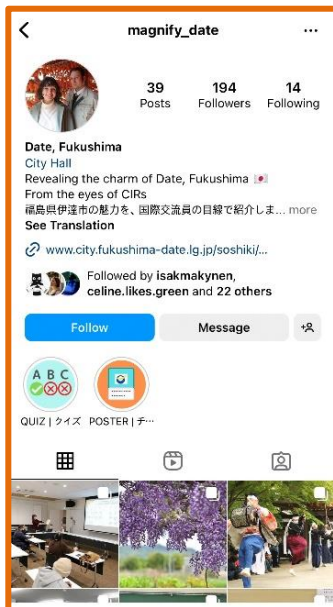 magnify_date
39 194 14
Posts Followers Following
Date, Fukushima
City Hall
Revealing the charm of Date, Fukushima 🇯🇵
From the eyes of CIRs
福島県伊達市の魅力を、国際交流員の目線で紹介しま... more
See Translation
www.city.fukushima-date.lg.jp/soshiki/...
Followed by isakmakynen,
celine.likes.green and 22 others
Follow Message
A B C
QUIZ | クイズ POSTER | チ...